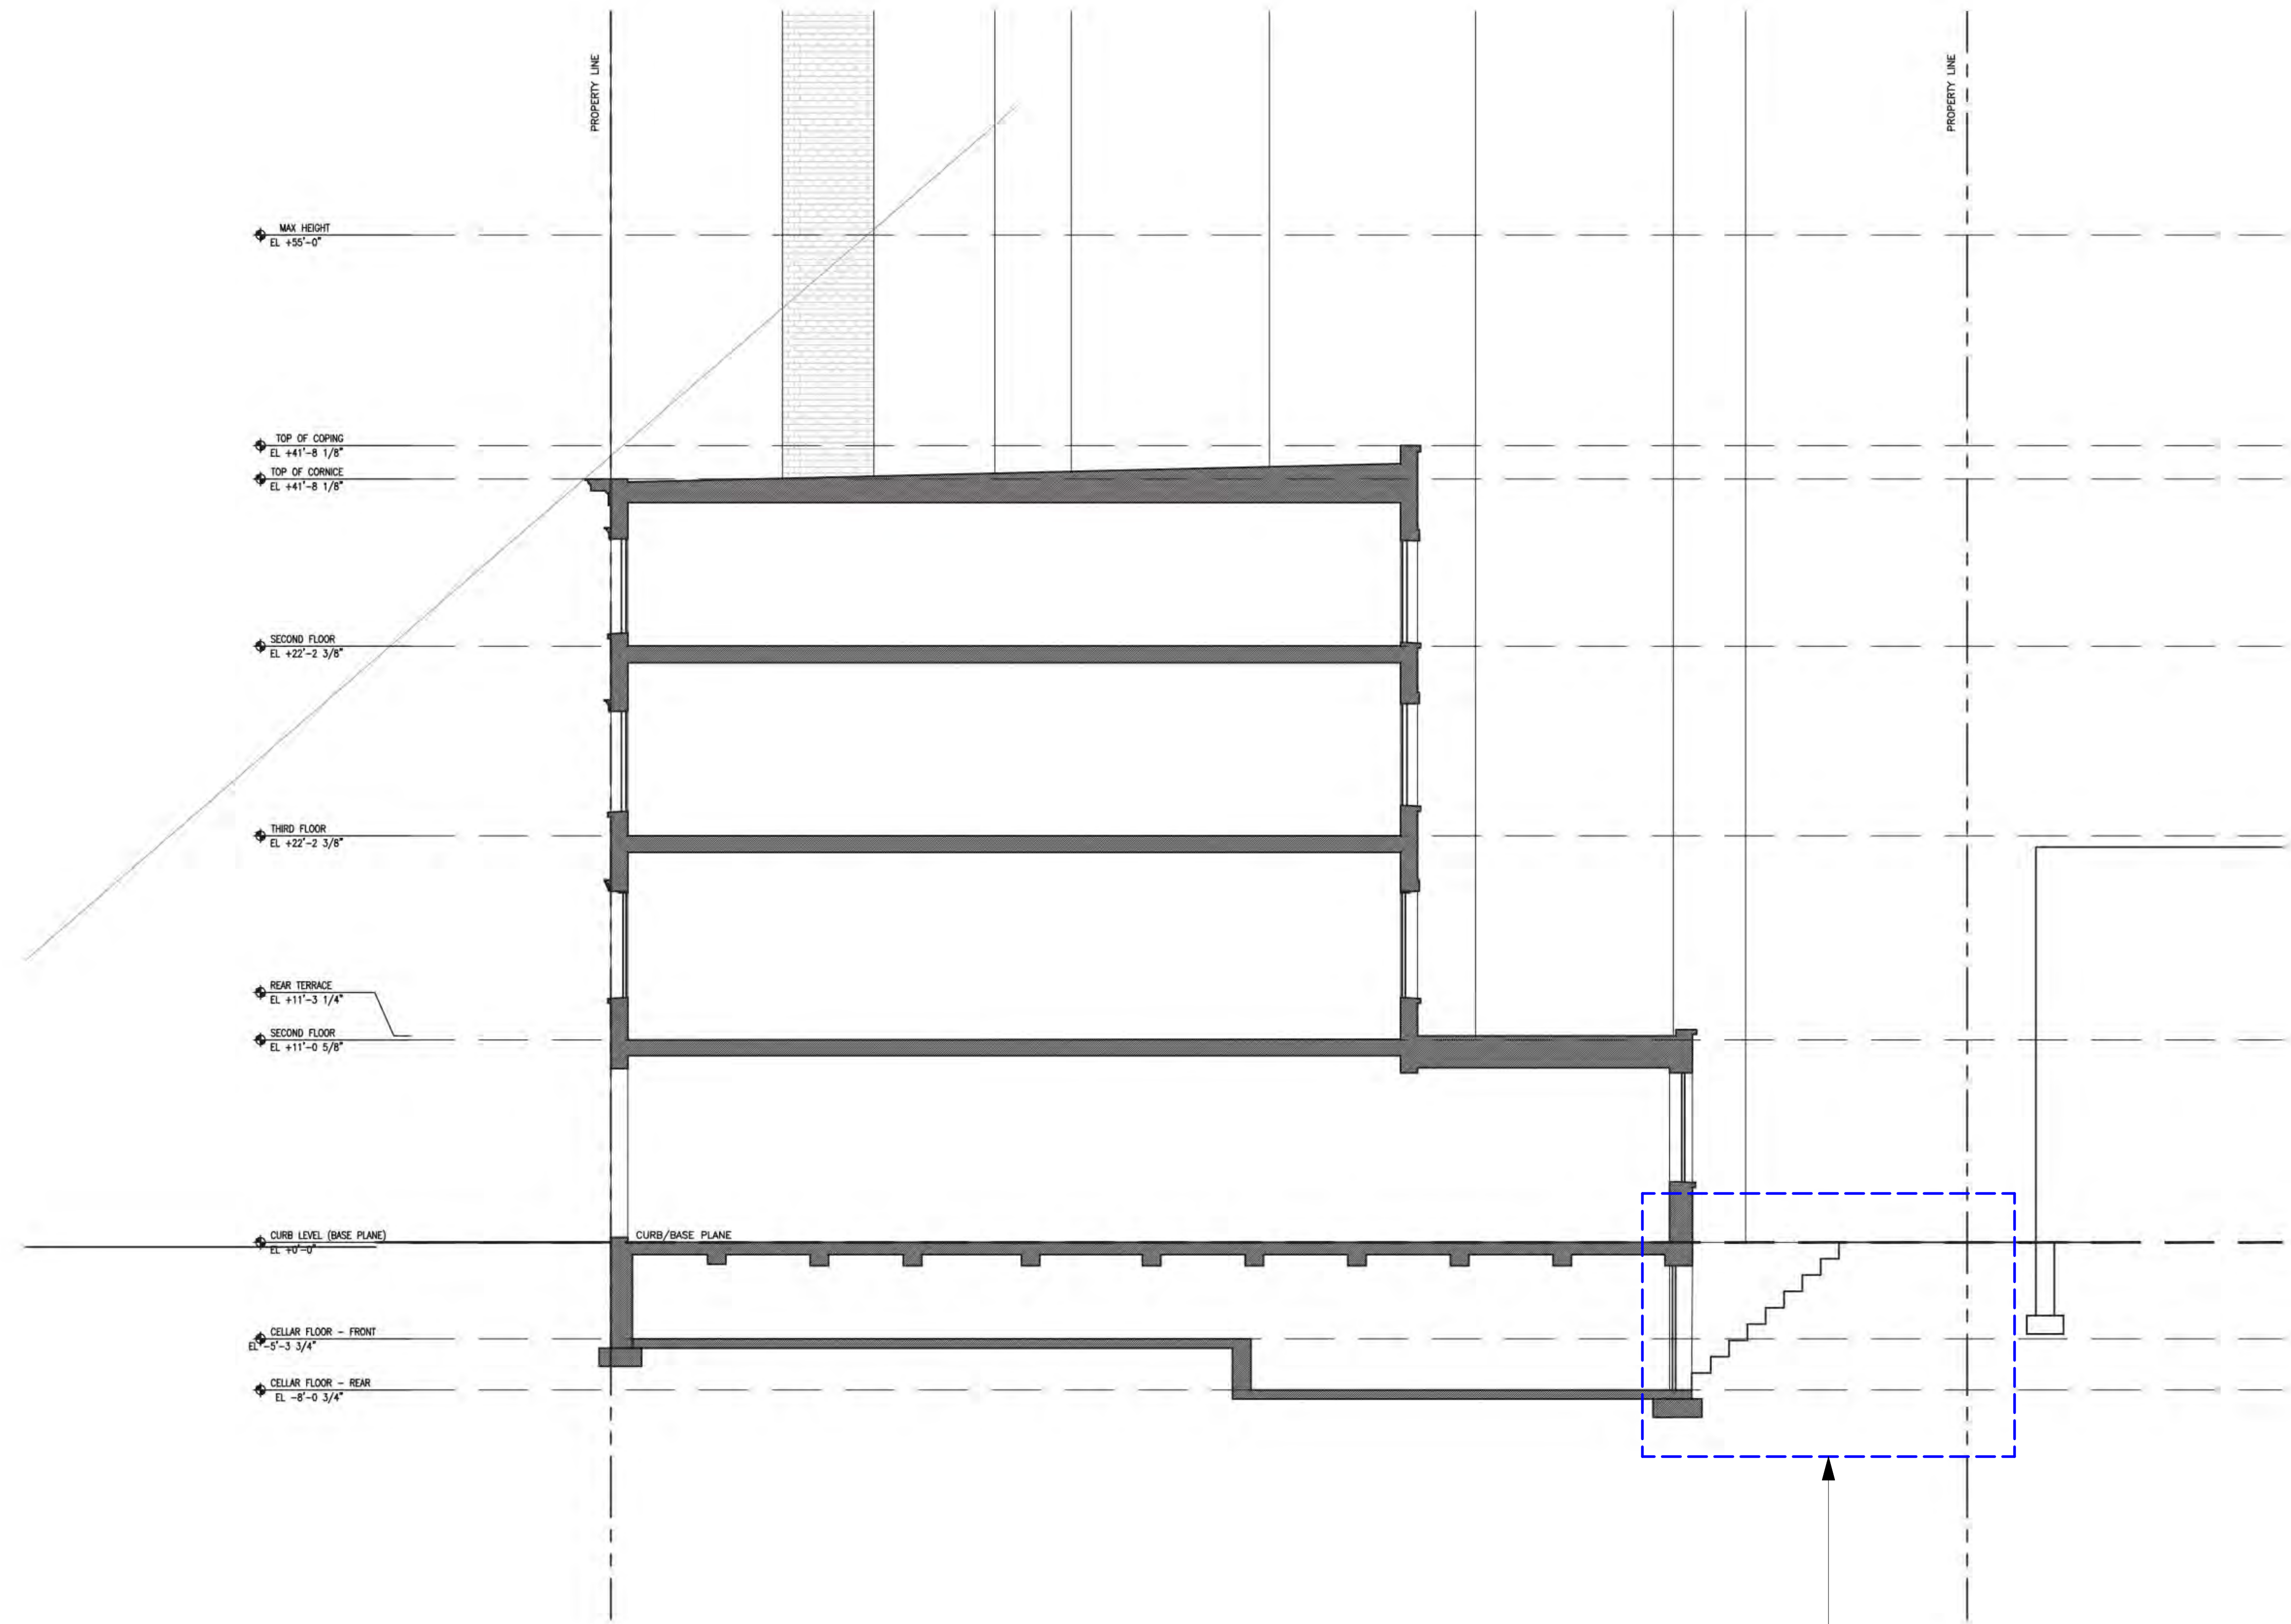 PROPERTY LINE
PROPERTY LINE
MAX HEIGHT
EL +55'-0"
TOP OF COPING
EL +41'-8 1/8"
TOP OF CORNICE
EL +41'-8 1/8"
SECOND FLOOR
EL +22'-2 3/8"
THIRD FLOOR
EL +22'-2 3/8"
REAR TERRACE
EL +11'-3 1/4"
SECOND FLOOR
EL +11'-0 5/8"
CURB LEVEL (BASE PLANE)
EL +0'-0"
CURB/BASE PLANE
CELLAR FLOOR - FRONT
EL -5'-3 3/4"
CELLAR FLOOR - REAR
EL -8'-0 3/4"